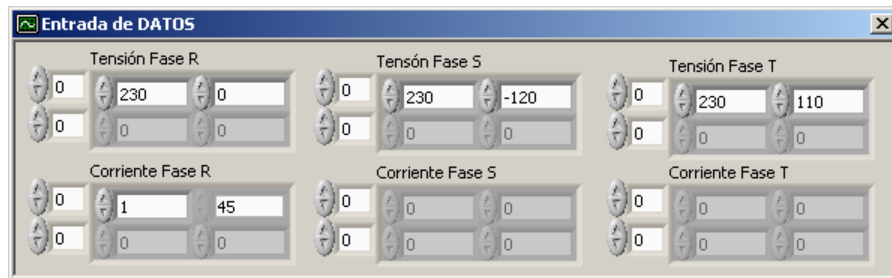 Entrada de DATOS
Tensión Fase R
Tensón Fase S
Tensión Fase T
0 230 0
0 230 -120
0 230 110
0 0 0
0 0 0
0 0 0
Corriente Fase R
Corriente Fase S
Corriente Fase T
0 1 45
0 0 0
0 0 0
0 0 0
0 0 0
0 0 0